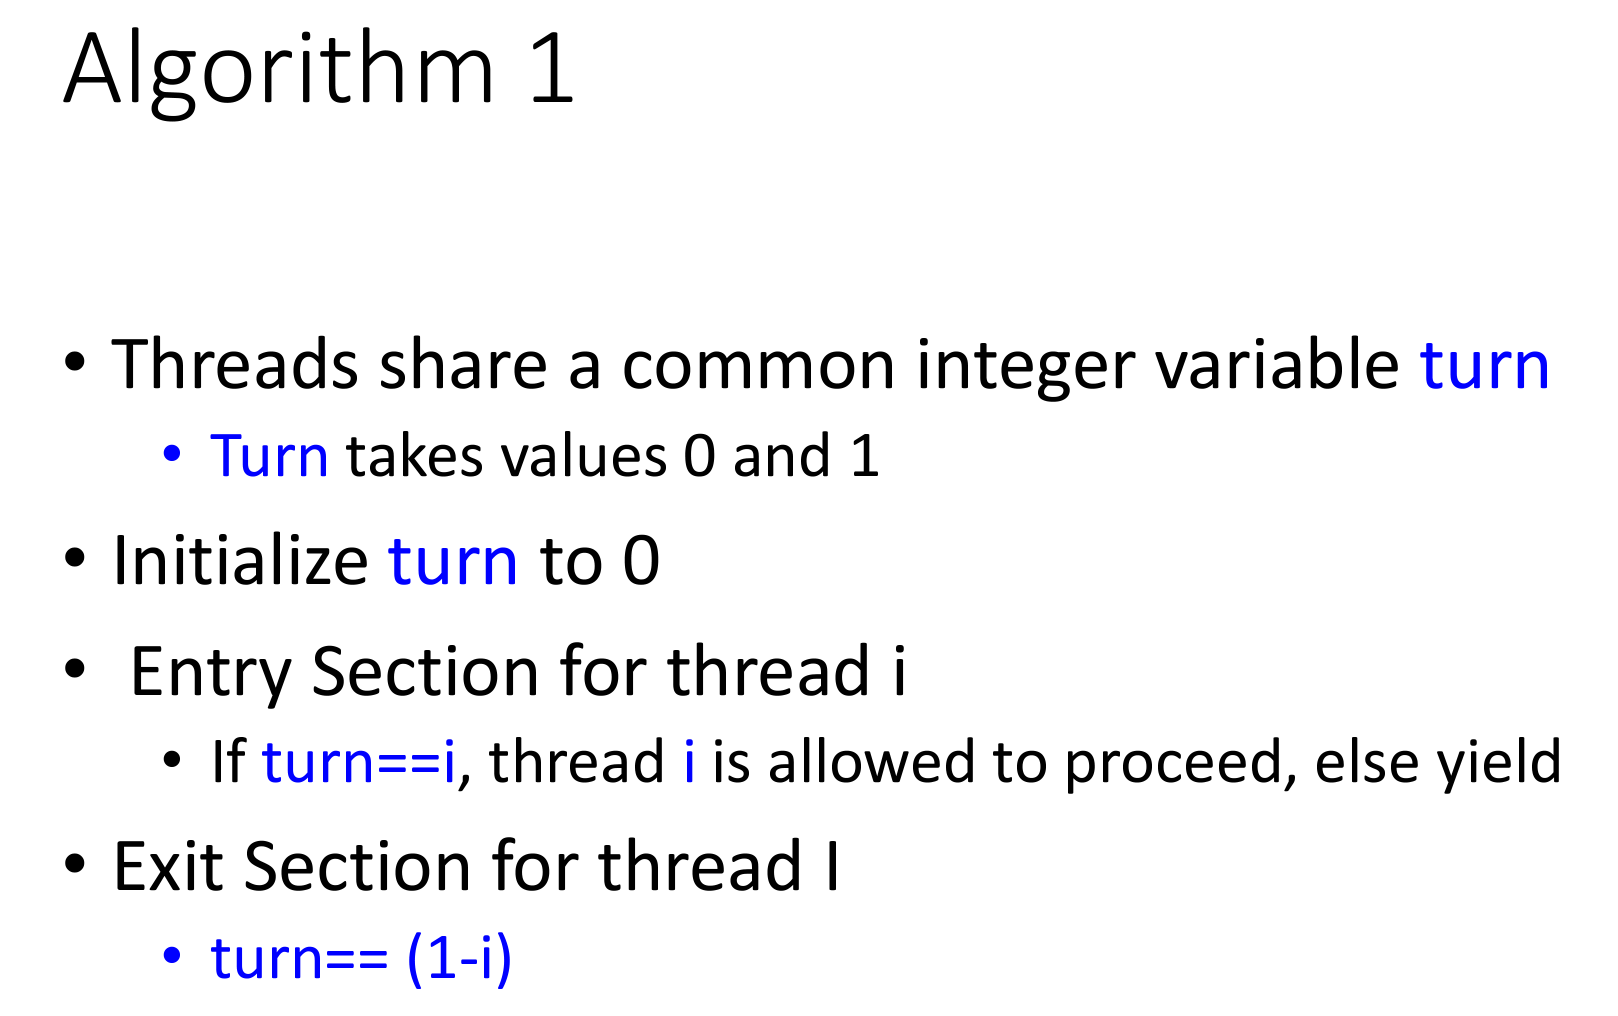 Algorithm 1
• Threads share a common integer variable turn
• Turn takes values 0 and 1
• Initialize turn to 0
• Entry Section for thread i
• If turn==i, thread i is allowed to proceed, else yield
• Exit Section for thread I
• turn== (1-i)